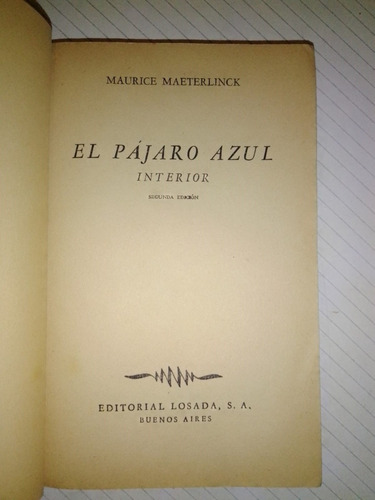 MAURICE MAETERLINCK
EL PÁJARO AZUL
INTERIOR
SEGUNDA EDICIÓN
EDITORIAL LOSADA, S. A.
BUENOS AIRES